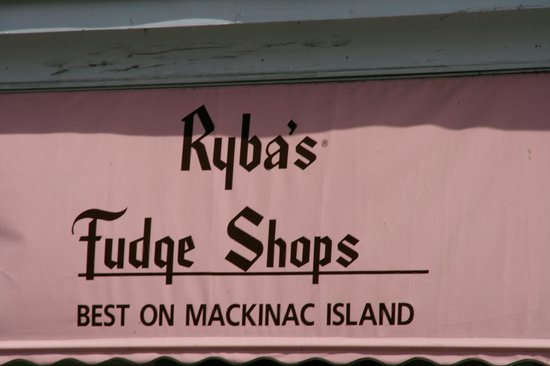 Ryba's®
Fudge Shops
BEST ON MACKINAC ISLAND